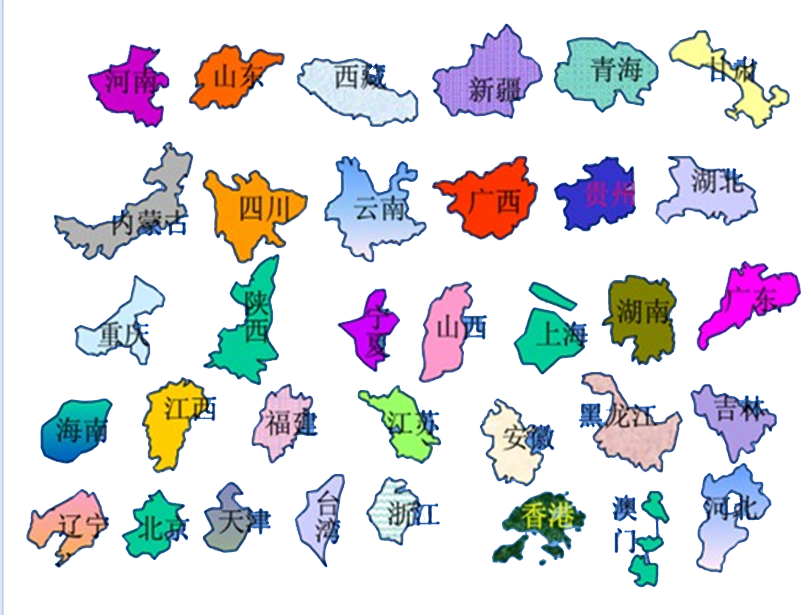 河南 山东 西藏 新疆 青海 甘肃
内蒙古 四川 云南 广西 贵州 湖北
重庆 陕西 宁夏 山西 上海 湖南 广东
海南 江西 福建 江苏 安徽 黑龙江 吉林
辽宁 北京 天津 台湾 浙江 香港 澳门 河北